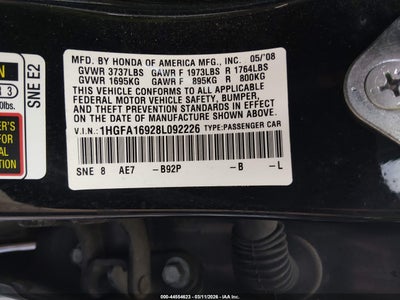 MFD. BY HONDA OF AMERICA MFG., INC. 05/'08
GVWR 3737LBS GAWR F 1973LBS R 1764LBS
GVWR 1695KG GAWR F 895KG R 800KG
THIS VEHICLE CONFORMS TO ALL APPLICABLE
FEDERAL MOTOR VEHICLE SAFETY, BUMPER,
AND THEFT PREVENTION STANDARDS IN EFFECT
ON THE DATE OF MANUFACTURE SHOWN ABOVE.
V.I.N.: 1HGFA16928L092226 TYPE:PASSENGER CAR
SNE 8 AE7 -B92P -B -L
SNE E2
3
lbs.
000-44554623 - 03/11/2026 - IAA Inc.